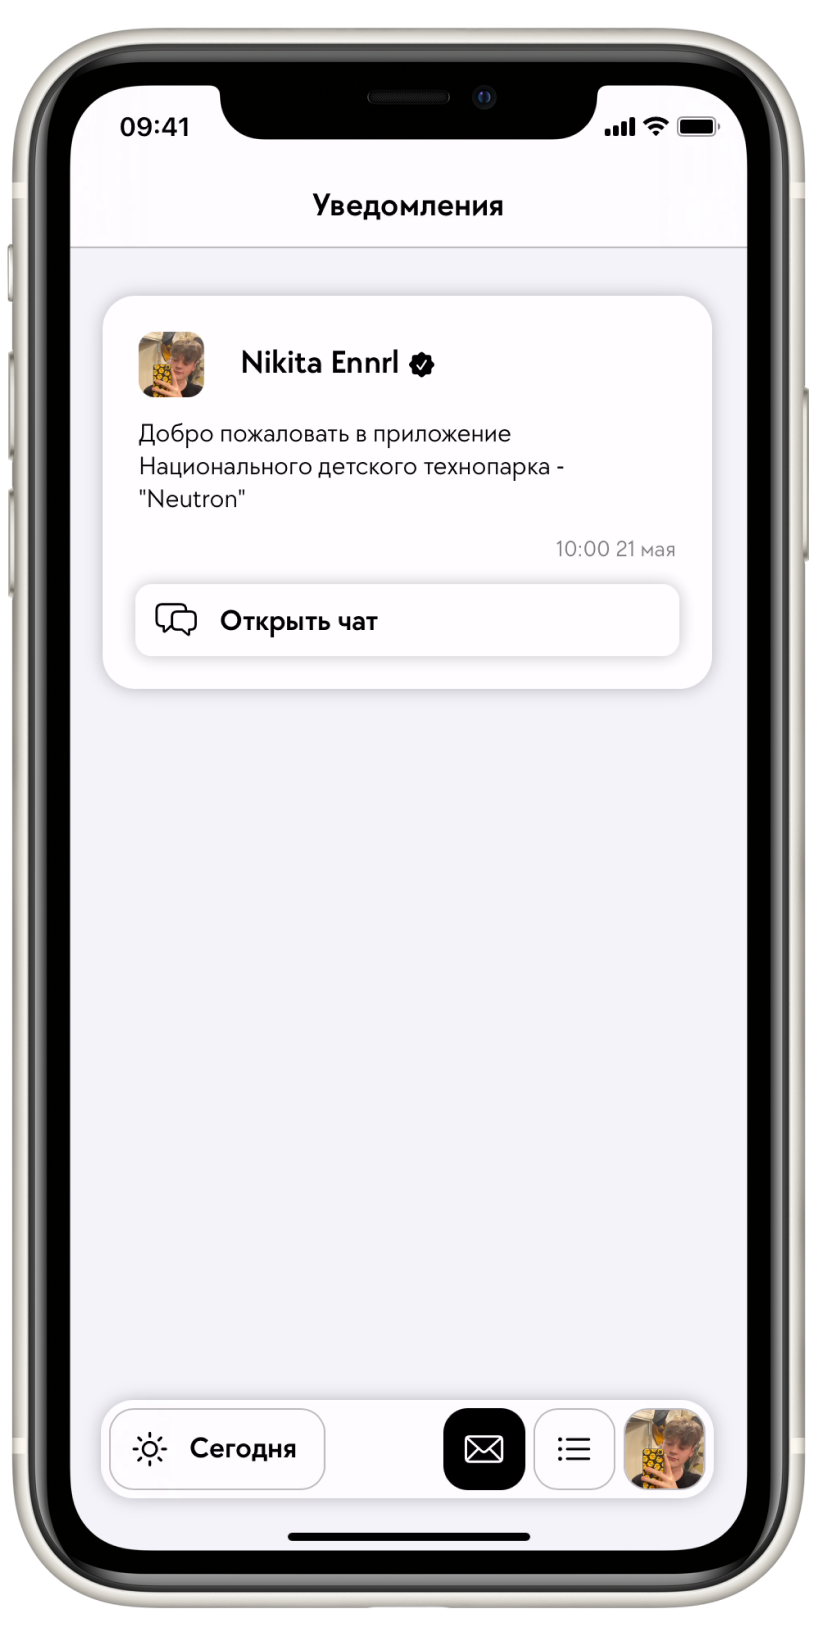 09:41
Уведомления
Nikita Ennrl
Добро пожаловать в приложение
Национального детского технопарка -
"Neutron"
10:00 21 мая
Открыть чат
Сегодня